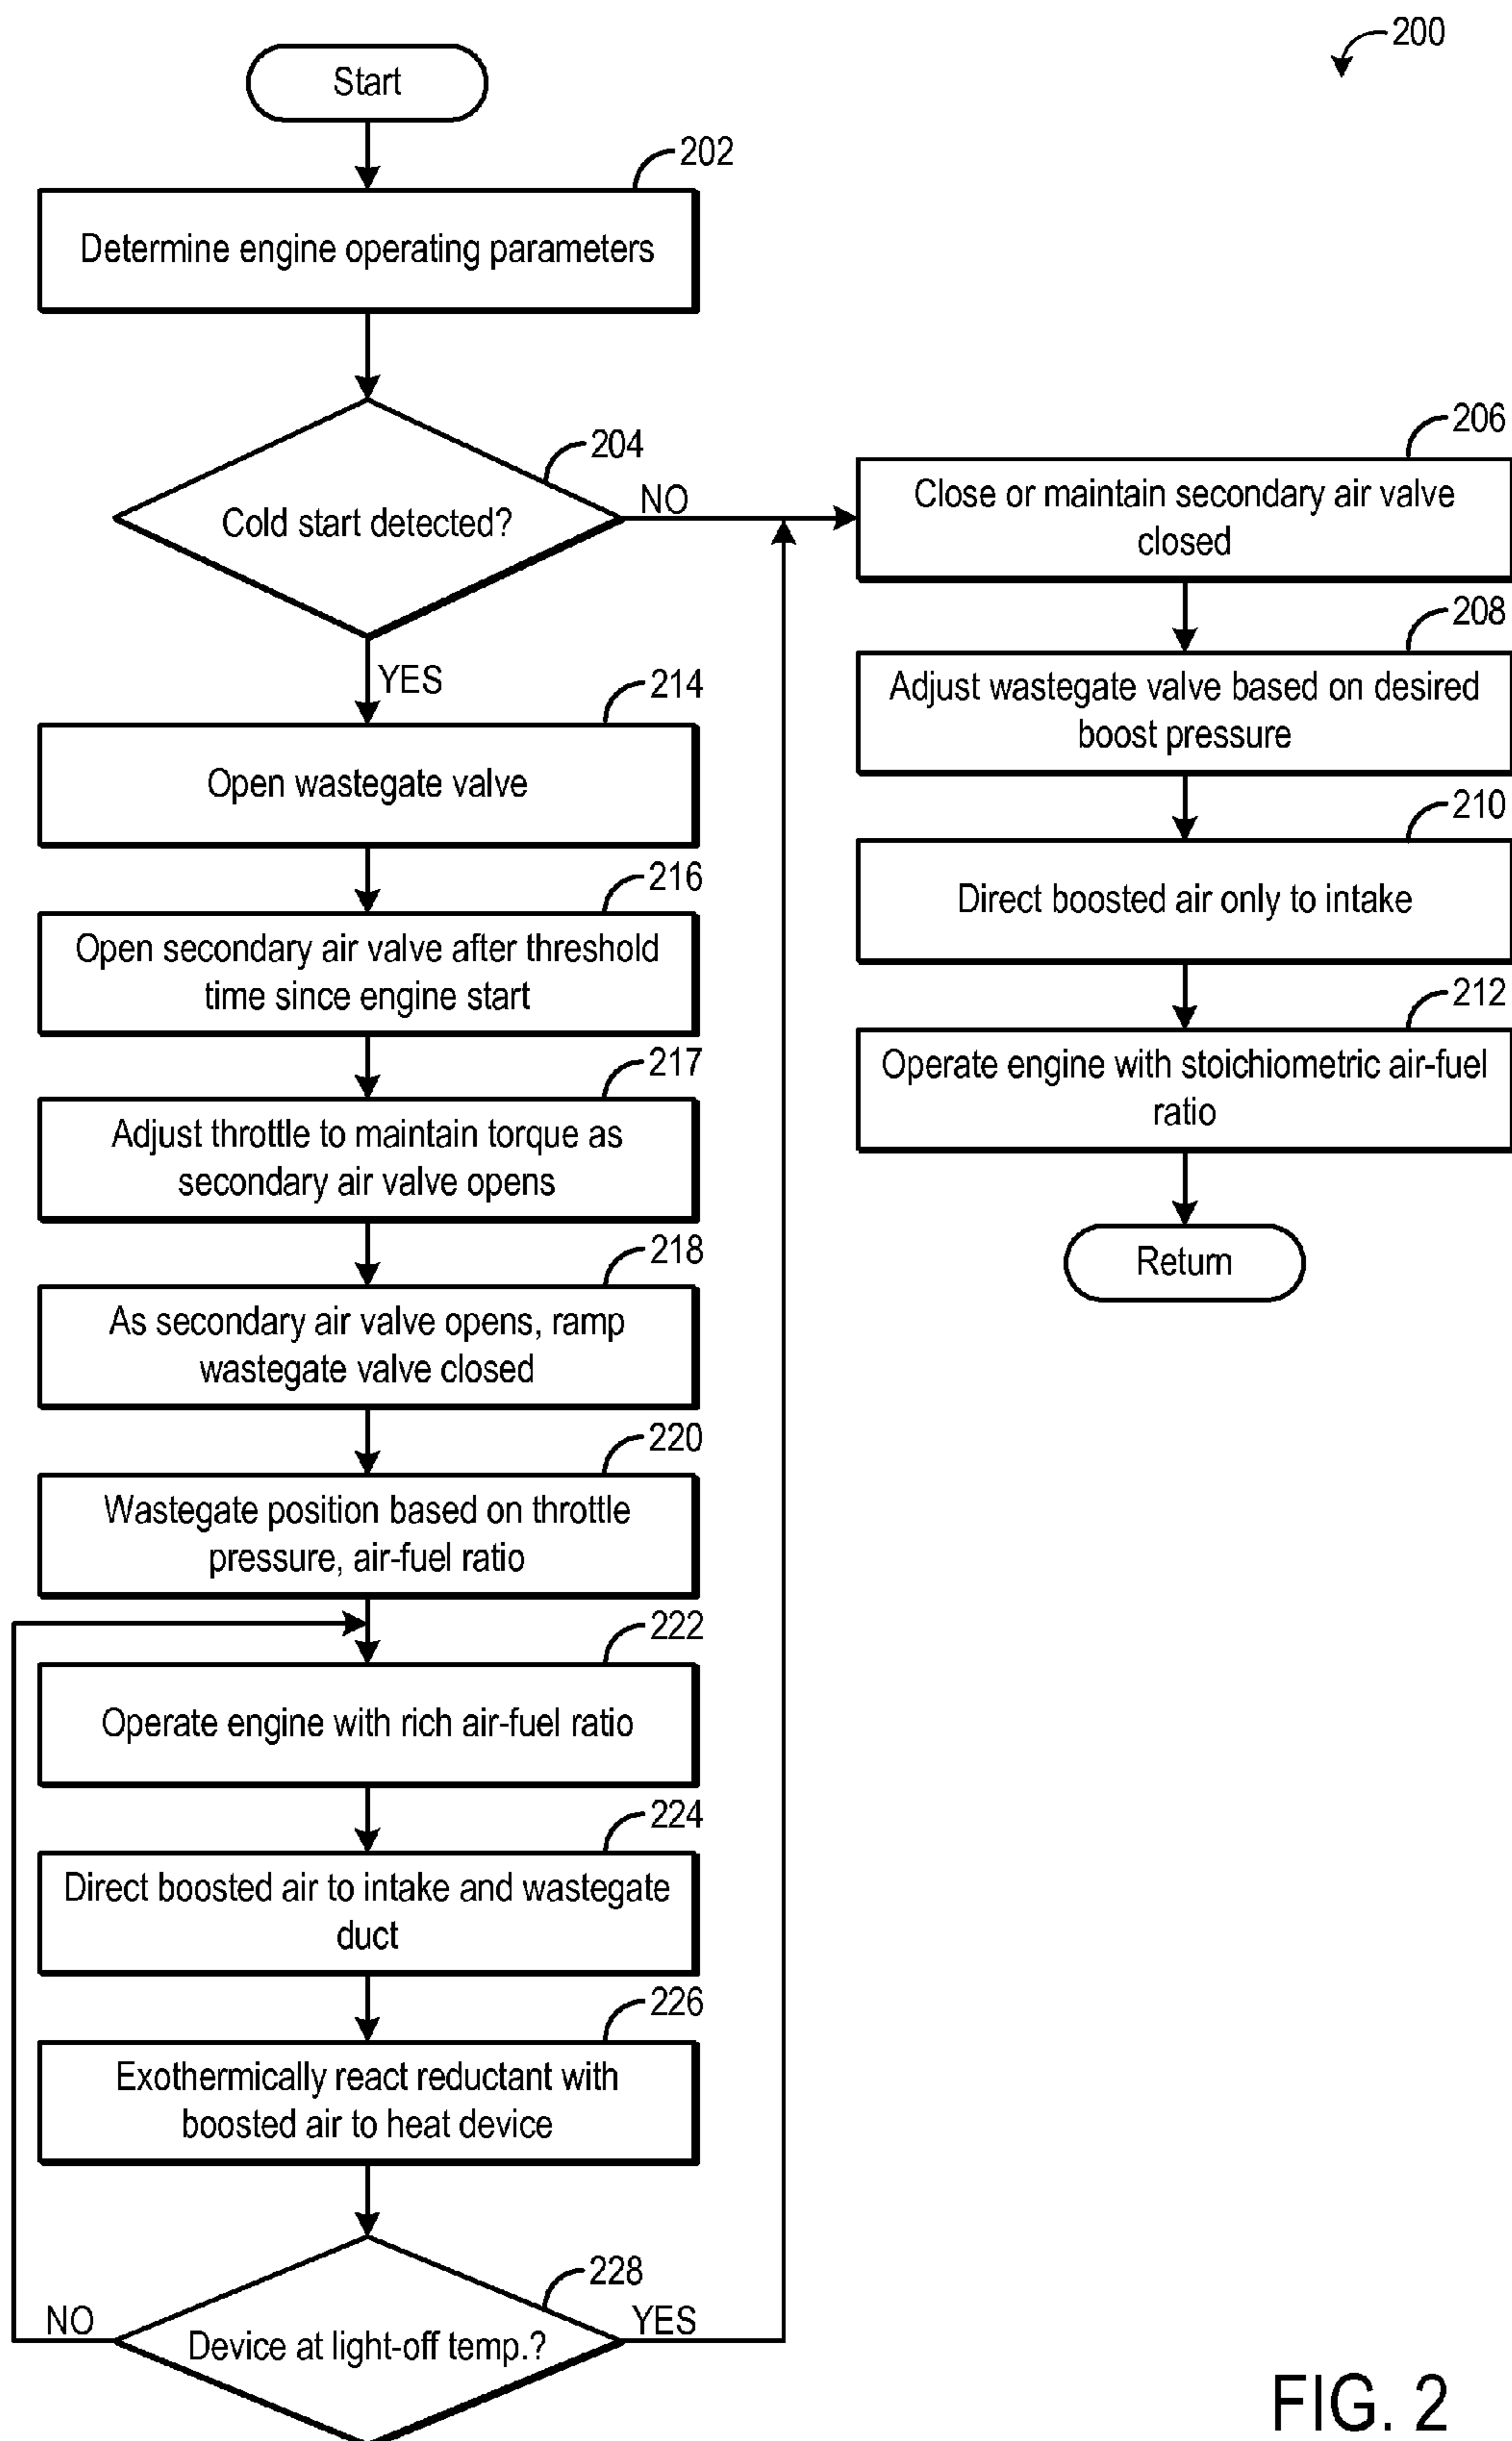 200
Start
202
Determine engine operating parameters
204
Cold start detected?
NO
YES
206
Close or maintain secondary air valve
closed
208
Adjust wastegate valve based on desired
boost pressure
210
Direct boosted air only to intake
212
Operate engine with stoichiometric air-fuel
ratio
Return
214
Open wastegate valve
216
Open secondary air valve after threshold
time since engine start
217
Adjust throttle to maintain torque as
secondary air valve opens
218
As secondary air valve opens, ramp
wastegate valve closed
220
Wastegate position based on throttle
pressure, air-fuel ratio
222
Operate engine with rich air-fuel ratio
224
Direct boosted air to intake and wastegate
duct
226
Exothermically react reductant with
boosted air to heat device
228
Device at light-off temp.?
NO
YES
FIG. 2